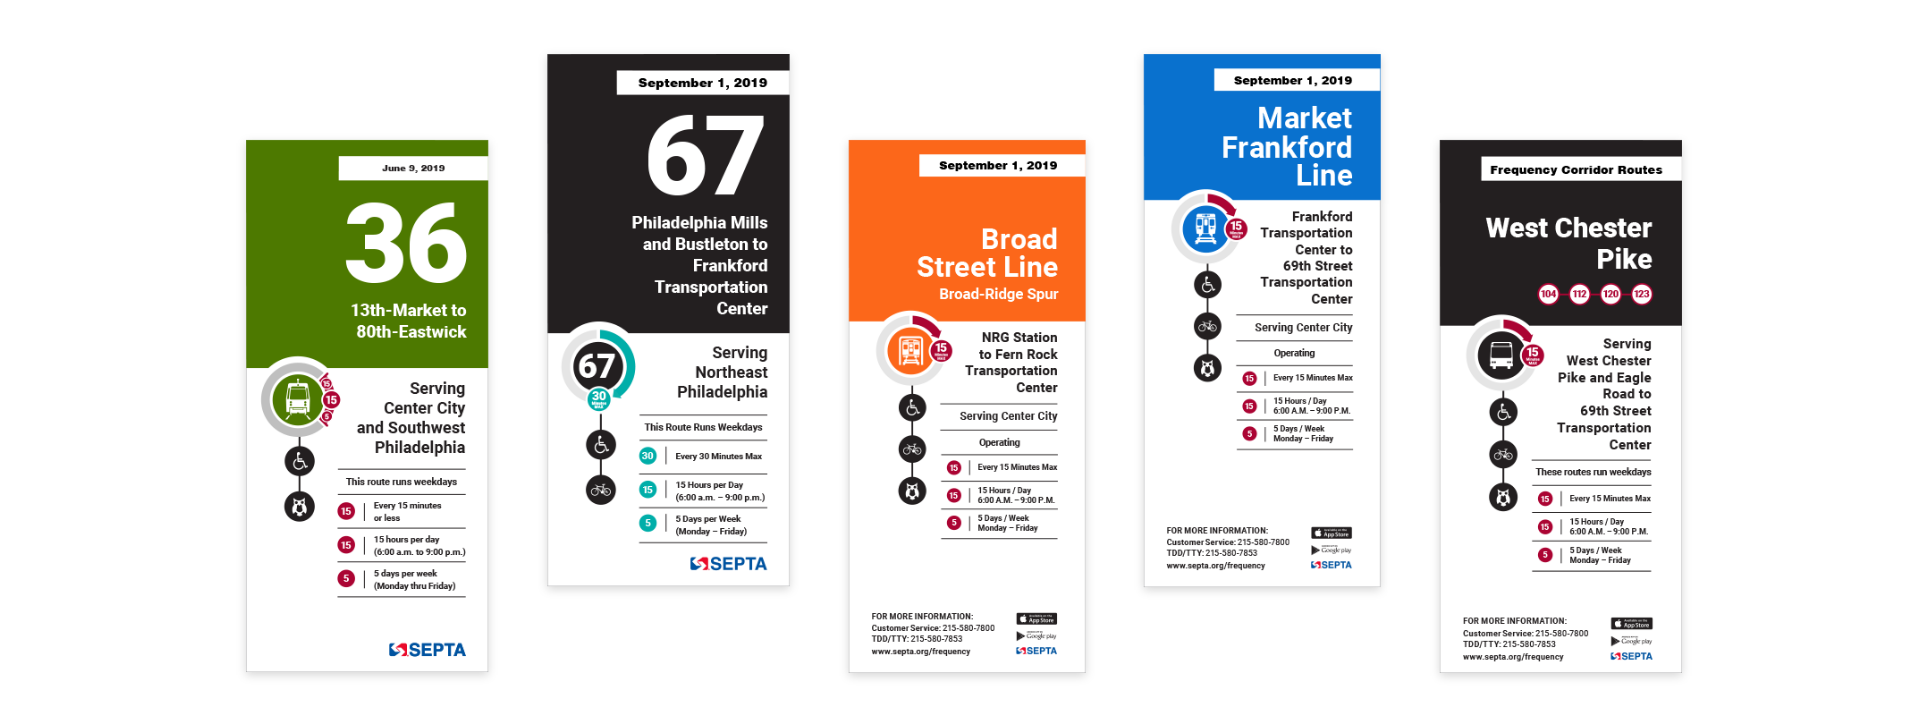 June 9, 2019
36
13th-Market to
80th-Eastwick
15
15
5
Serving
Center City
and Southwest
Philadelphia
This route runs weekdays
15
Every 15 minutes
or less
15
15 hours per day
(6:00 a.m. to 9:00 p.m.)
5
5 days per week
(Monday thru Friday)
SEPTA
September 1, 2019
67
Philadelphia Mills
and Bustleton to
Frankford
Transportation
Center
67
30
Minutes
MAX
Serving
Northeast
Philadelphia
This Route Runs Weekdays
30
Every 30 Minutes Max
15
15 Hours per Day
(6:00 a.m. – 9:00 p.m.)
5
5 Days per Week
(Monday – Friday)
SEPTA
September 1, 2019
Broad
Street Line
Broad-Ridge Spur
15
Minutes
MAX
NRG Station
to Fern Rock
Transportation
Center
Serving Center City
Operating
15
Every 15 Minutes Max
15
15 Hours / Day
6:00 A.M. – 9:00 P.M.
5
5 Days / Week
Monday – Friday
FOR MORE INFORMATION:
Customer Service: 215-580-7800
TDD/TTY: 215-580-7853
www.septa.org/frequency
App Store
Google play
SEPTA
September 1, 2019
Market
Frankford
Line
15
Minutes
MAX
Frankford
Transportation
Center to
69th Street
Transportation
Center
Serving Center City
Operating
15
Every 15 Minutes Max
15
15 Hours / Day
6:00 A.M. – 9:00 P.M.
5
5 Days / Week
Monday – Friday
FOR MORE INFORMATION:
Customer Service: 215-580-7800
TDD/TTY: 215-580-7853
www.septa.org/frequency
App Store
Google play
SEPTA
Frequency Corridor Routes
West Chester
Pike
104 112 120 123
15
Minutes
MAX
Serving
West Chester
Pike and Eagle
Road to
69th Street
Transportation
Center
These routes run weekdays
15
Every 15 Minutes Max
15
15 Hours / Day
6:00 A.M. – 9:00 P.M.
5
5 Days / Week
Monday – Friday
FOR MORE INFORMATION:
Customer Service: 215-580-7800
TDD/TTY: 215-580-7853
www.septa.org/frequency
App Store
Google play
SEPTA